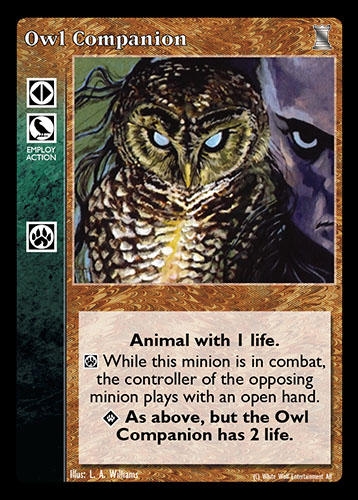 Owl Companion
EMPLOY
ACTION
Animal with 1 life.
While this minion is in combat,
the controller of the opposing
minion plays with an open hand.
As above, but the Owl
Companion has 2 life.
Illus: L. A. Williams
(C) White Wolf Entertainment AB